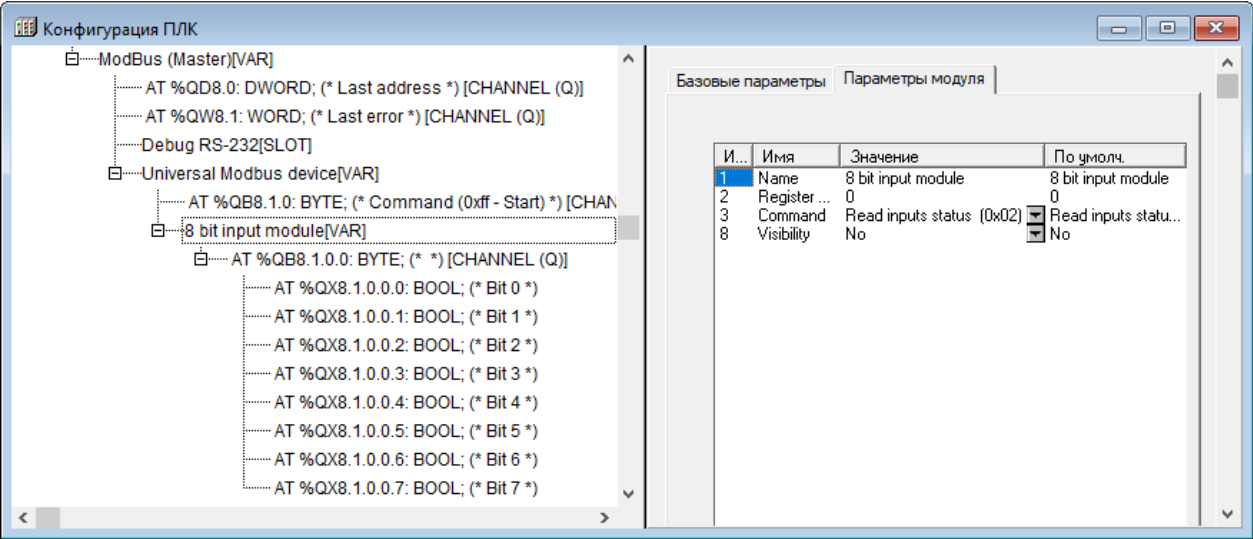 Конфигурация ПЛК
ModBus (Master)[VAR]
AT %QD8.0: DWORD; (* Last address *) [CHANNEL (Q)]
AT %QW8.1: WORD; (* Last error *) [CHANNEL (Q)]
Debug RS-232[SLOT]
Universal Modbus device[VAR]
AT %QB8.1.0: BYTE; (* Command (0xff - Start) *) [CHAN
8 bit input module[VAR]
AT %QB8.1.0.0: BYTE; (* *) [CHANNEL (Q)]
AT %QX8.1.0.0.0: BOOL; (* Bit 0 *)
AT %QX8.1.0.0.1: BOOL; (* Bit 1 *)
AT %QX8.1.0.0.2: BOOL; (* Bit 2 *)
AT %QX8.1.0.0.3: BOOL; (* Bit 3 *)
AT %QX8.1.0.0.4: BOOL; (* Bit 4 *)
AT %QX8.1.0.0.5: BOOL; (* Bit 5 *)
AT %QX8.1.0.0.6: BOOL; (* Bit 6 *)
AT %QX8.1.0.0.7: BOOL; (* Bit 7 *)
Базовые параметры Параметры модуля
И... Имя Значение По умолч.
1 Name 8 bit input module 8 bit input module
2 Register ... 0 0
3 Command Read inputs status (0x02) Read inputs statu...
8 Visibility No No